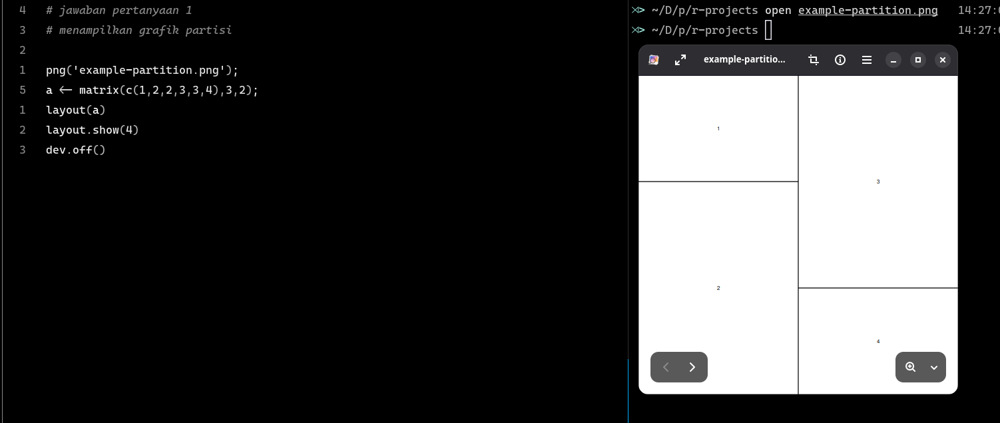 4 # jawaban pertanyaan 1
3 # menampilkan grafik partisi
2
1 png('example-partition.png');
5 a <- matrix(c(1,2,2,3,3,4),3,2);
1 layout(a)
2 layout.show(4)
3 dev.off()
~/D/p/r-projects open example-partition.png 14:27:0
~/D/p/r-projects 14:27:0
example-partitio...
1
3
2
4